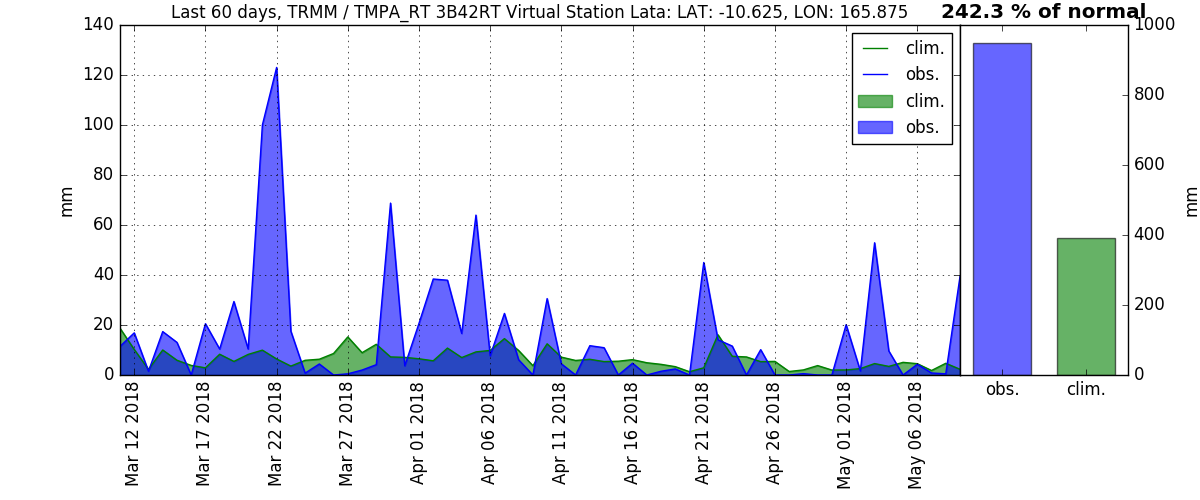 Last 60 days, TRMM / TMPA_RT 3B42RT Virtual Station Lata: LAT: -10.625, LON: 165.875
242.3 % of normal
140
120
100
80
60
40
20
0
mm
clim.
obs.
clim.
obs.
1000
800
600
400
200
0
mm
obs.
clim.
Mar 12 2018
Mar 17 2018
Mar 22 2018
Mar 27 2018
Apr 01 2018
Apr 06 2018
Apr 11 2018
Apr 16 2018
Apr 21 2018
Apr 26 2018
May 01 2018
May 06 2018